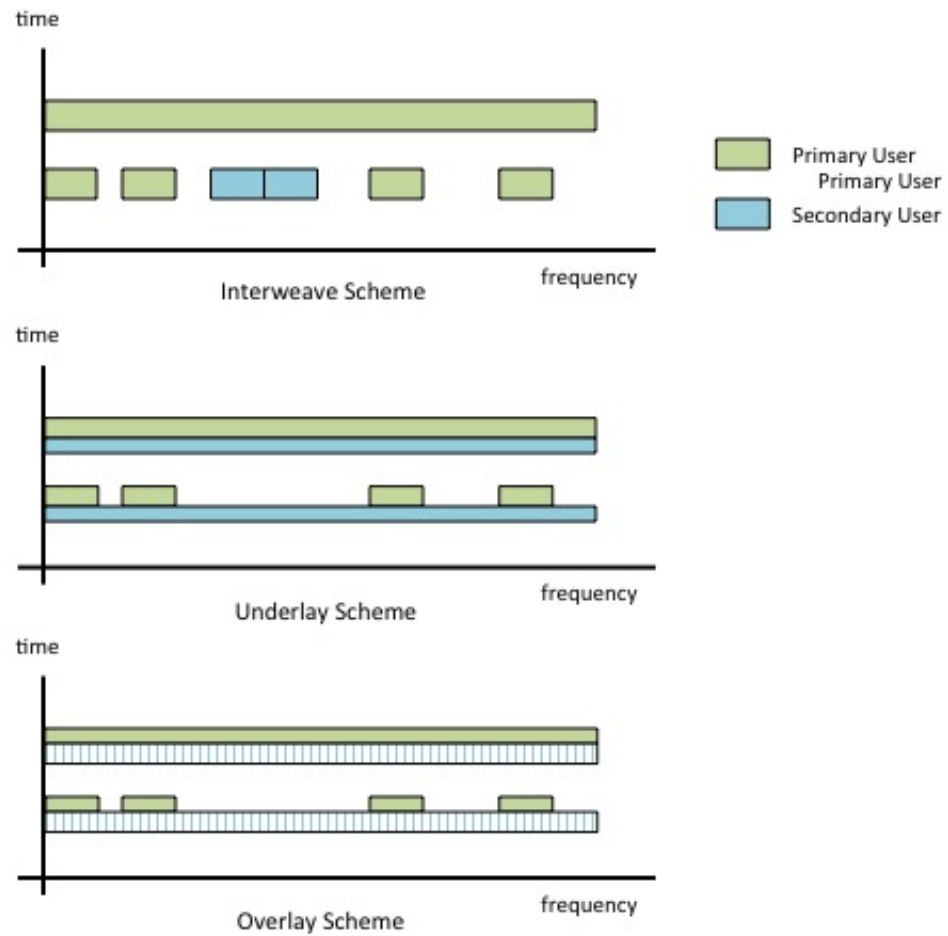 time
Primary User
Primary User
Secondary User
frequency
Interweave Scheme
time
frequency
Underlay Scheme
time
frequency
Overlay Scheme